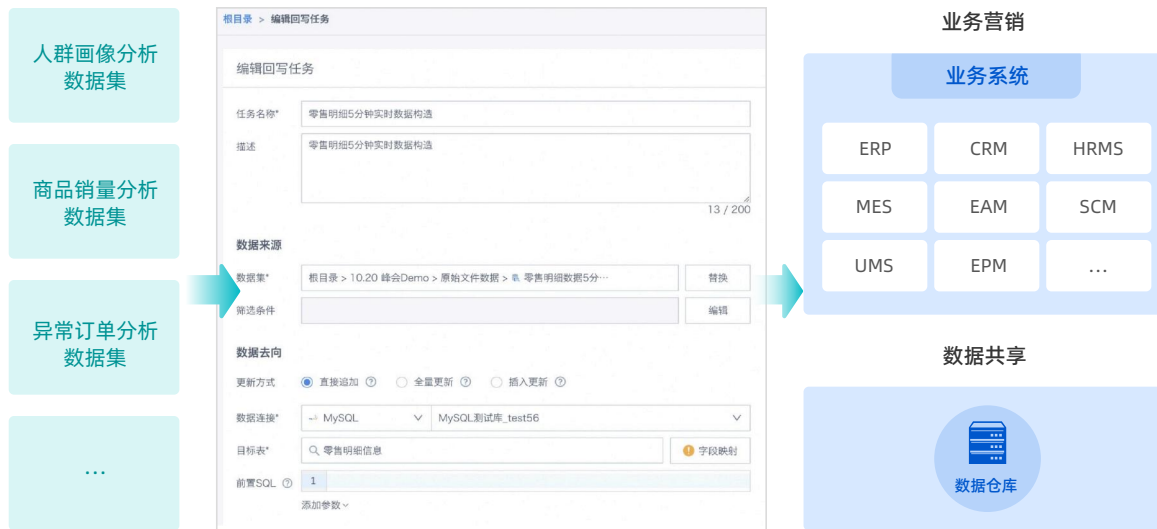 人群画像分析
数据集
商品销量分析
数据集
异常订单分析
数据集
...
根目录 > 编辑回写任务
编辑回写任务
任务名称* 零售明细5分钟实时数据构造
描述 零售明细5分钟实时数据构造
13 / 200
数据来源
数据集* 根目录 > 10.20 峰会Demo > 原始文件数据 > 零售明细数据5分… 替换
筛选条件 编辑
数据去向
更新方式 直接追加 ? 全量更新 ? 插入更新 ?
数据连接* MySQL MySQL测试库_test56
目标表* 零售明细信息 ! 字段映射
前置SQL ? 1
添加参数
业务营销
业务系统
ERP CRM HRMS
MES EAM SCM
UMS EPM ...
数据共享
数据仓库